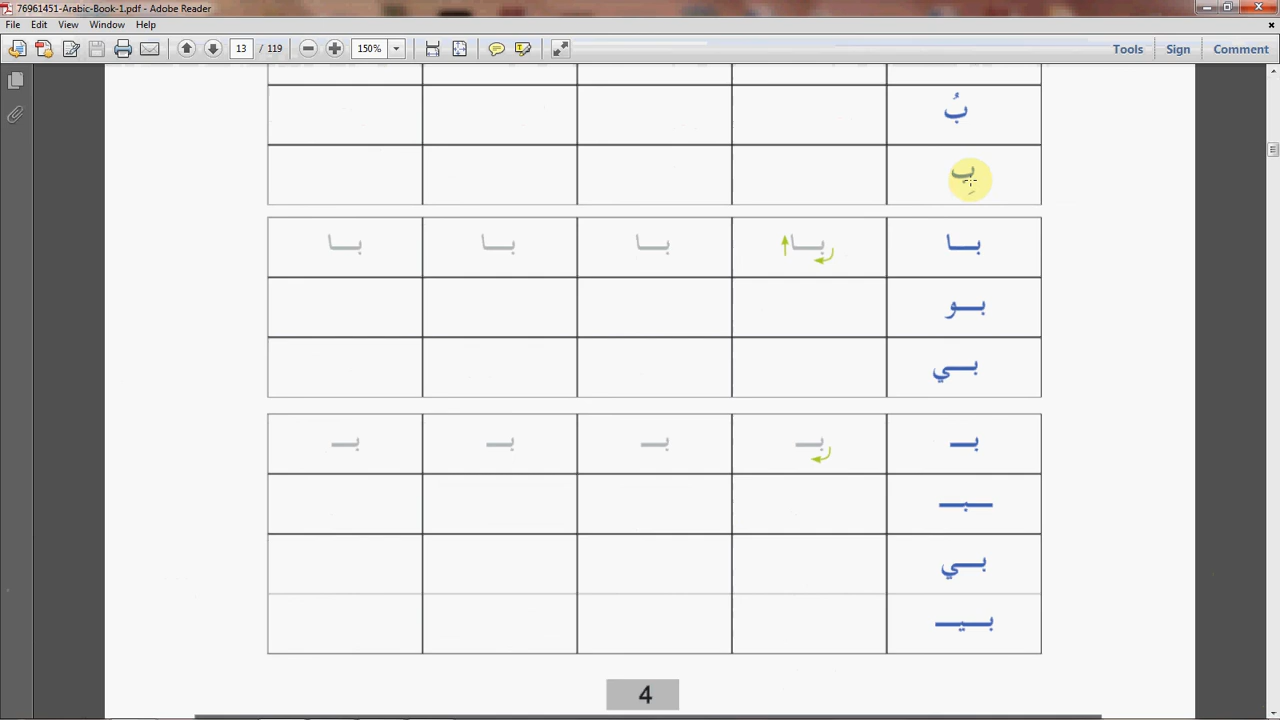 76961451-Arabic-Book-1.pdf - Adobe Reader
File Edit View Window Help
13 / 119 150% Tools Sign Comment
بُ
بِ
بـا بـا بـا بـا بـا
بـو
بـي
بـ بـ بـ بـ بـ
ـبـ
بـي
بـيـ
4